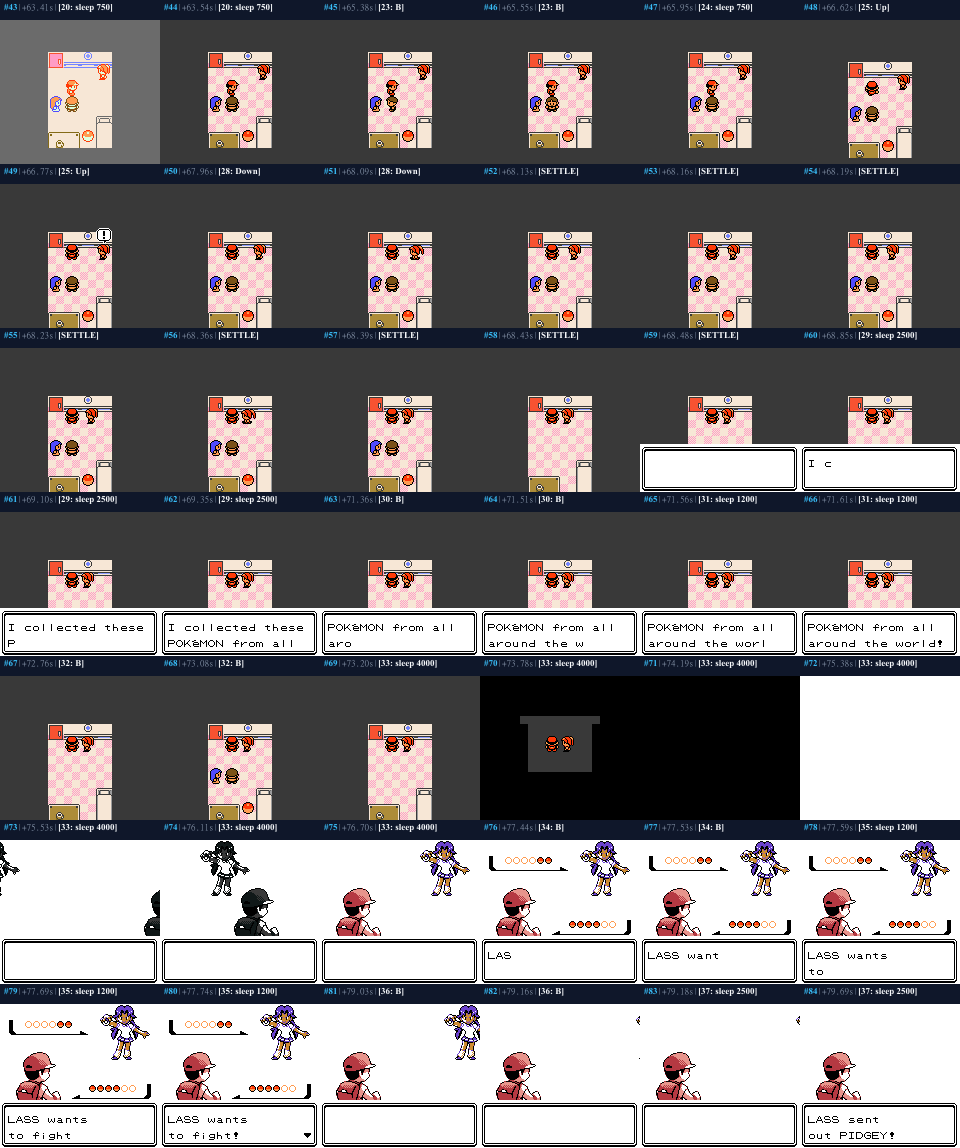 #43|+63.41s| [20: sleep 750]
#44|+63.54s| [20: sleep 750]
#45|+65.38s| [23: B]
#46|+65.55s| [23: B]
#47|+65.95s| [24: sleep 750]
#48|+66.62s| [25: Up]
#49|+66.77s| [25: Up]
#50|+67.96s| [28: Down]
#51|+68.09s| [28: Down]
#52|+68.13s| [SETTLE]
#53|+68.16s| [SETTLE]
#54|+68.19s| [SETTLE]
!
#55|+68.23s| [SETTLE]
#56|+68.36s| [SETTLE]
#57|+68.39s| [SETTLE]
#58|+68.43s| [SETTLE]
#59|+68.48s| [SETTLE]
#60|+68.85s| [29: sleep 2500]
I c
#61|+69.10s| [29: sleep 2500]
#62|+69.35s| [29: sleep 2500]
#63|+71.36s| [30: B]
#64|+71.51s| [30: B]
#65|+71.56s| [31: sleep 1200]
#66|+71.61s| [31: sleep 1200]
I collected these
P
I collected these
POKéMON from all
POKéMON from all
aro
POKéMON from all
around the w
POKéMON from all
around the worl
POKéMON from all
around the world!
#67|+72.76s| [32: B]
#68|+73.08s| [32: B]
#69|+73.20s| [33: sleep 4000]
#70|+73.78s| [33: sleep 4000]
#71|+74.19s| [33: sleep 4000]
#72|+75.38s| [33: sleep 4000]
#73|+75.53s| [33: sleep 4000]
#74|+76.11s| [33: sleep 4000]
#75|+76.70s| [33: sleep 4000]
#76|+77.44s| [34: B]
#77|+77.53s| [34: B]
#78|+77.59s| [35: sleep 1200]
LAS
LASS want
LASS wants
to
#79|+77.69s| [35: sleep 1200]
#80|+77.74s| [35: sleep 1200]
#81|+79.03s| [36: B]
#82|+79.16s| [36: B]
#83|+79.18s| [37: sleep 2500]
#84|+79.69s| [37: sleep 2500]
LASS wants
to fight
LASS wants
to fight!
LASS sent
out PIDGEY!